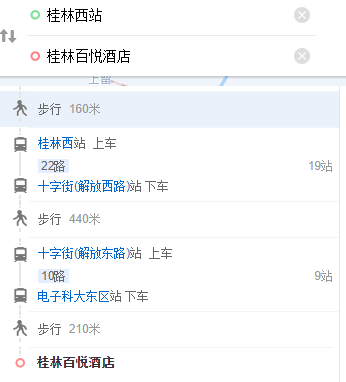 桂林西站
桂林百悦酒店
步行 160米
桂林西站 上车
22路 19站
十字街(解放西路)站 下车
步行 440米
十字街(解放东路)站 上车
10路 9站
电子科大东区站 下车
步行 210米
桂林百悦酒店